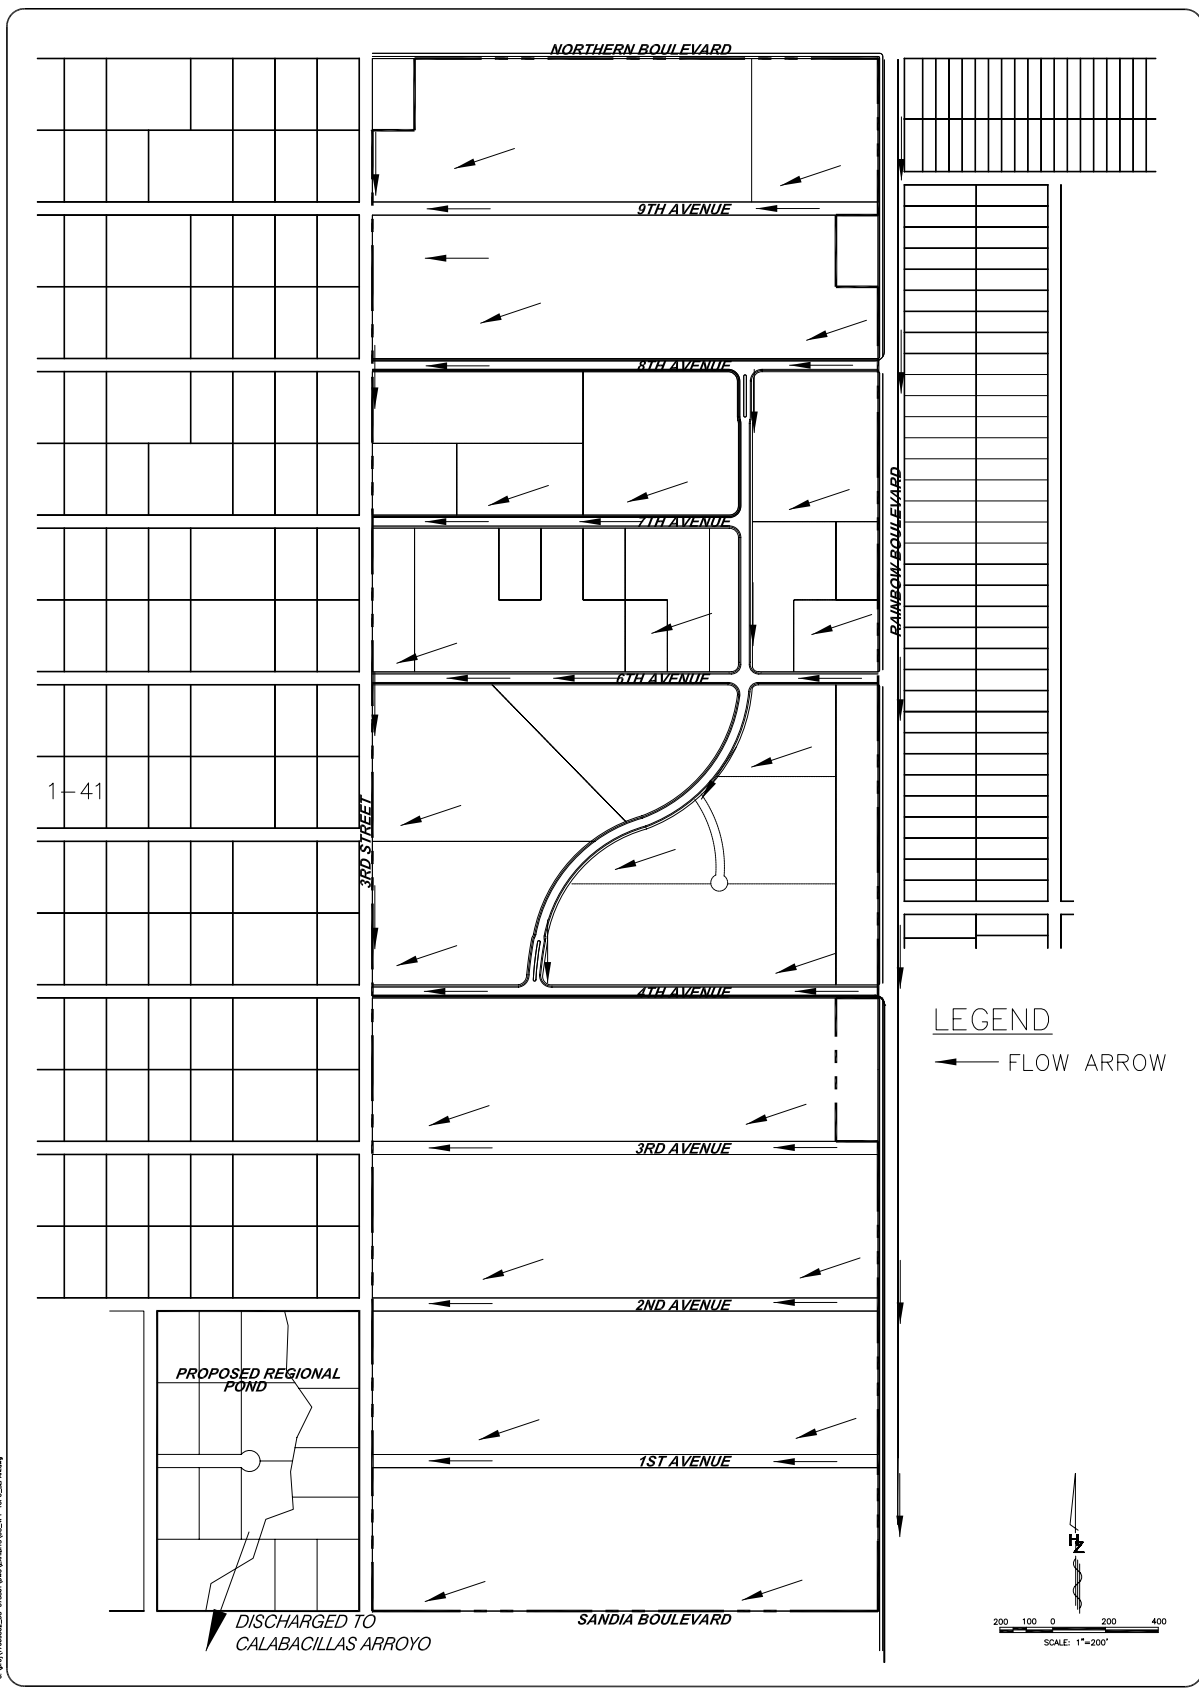 NORTHERN BOULEVARD
9TH AVENUE
8TH AVENUE
RAINBOW BOULEVARD
7TH AVENUE
6TH AVENUE
1-41
3RD STREET
4TH AVENUE
LEGEND
FLOW ARROW
3RD AVENUE
2ND AVENUE
PROPOSED REGIONAL
POND
1ST AVENUE
DISCHARGED TO
CALABACILLAS ARROYO
SANDIA BOULEVARD
200 100 0 200 400
SCALE: 1"=200'